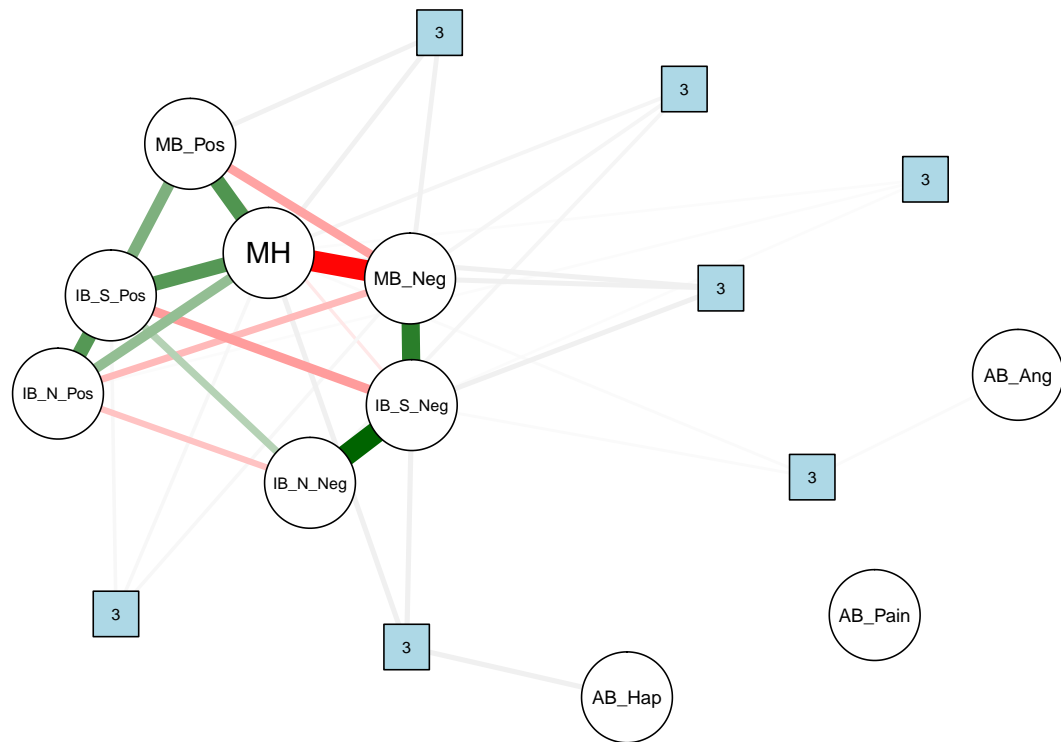 3
3
MB_Pos
3
MH
MB_Neg
3
IB_S_Pos
AB_Ang
IB_N_Pos
IB_S_Neg
3
IB_N_Neg
3
AB_Pain
3
AB_Hap